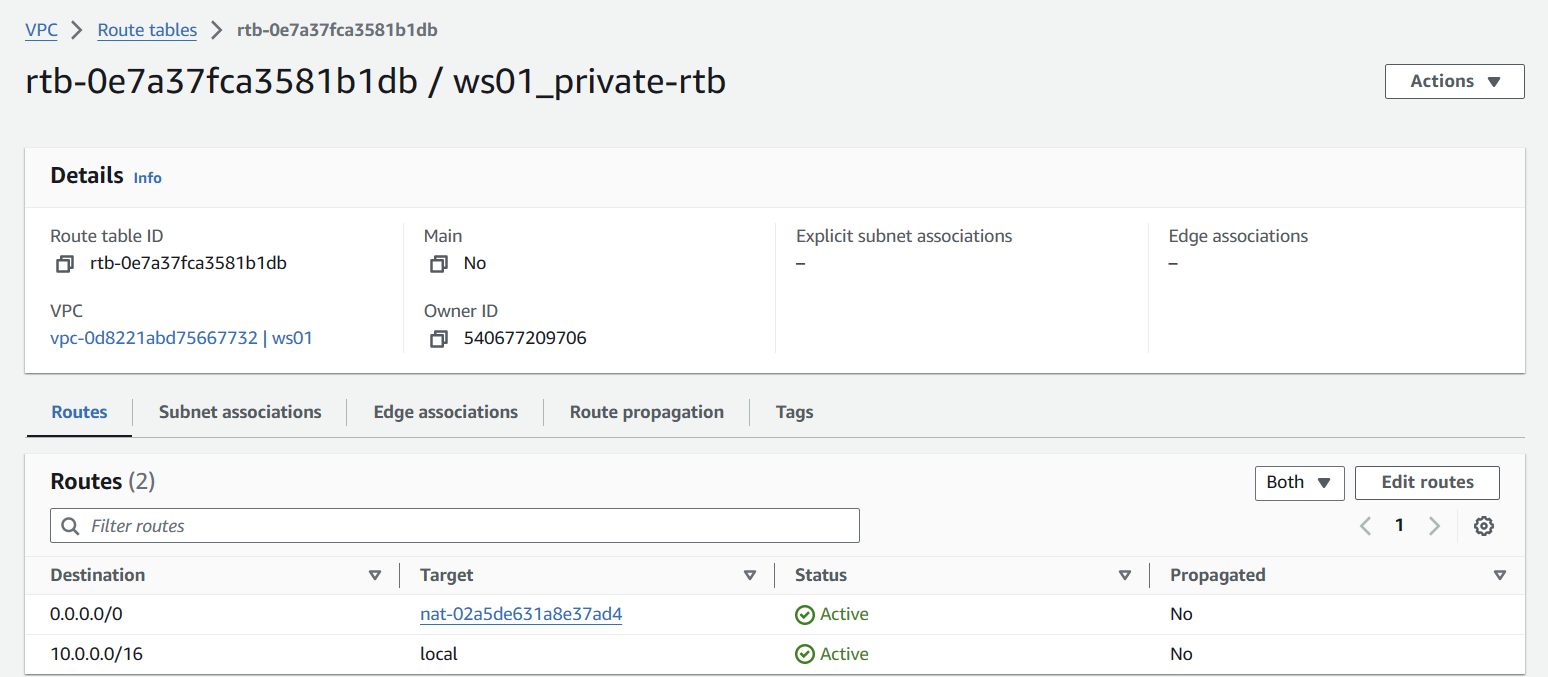 VPC > Route tables > rtb-0e7a37fca3581b1db
rtb-0e7a37fca3581b1db / ws01_private-rtb
Actions
Details Info
Route table ID
rtb-0e7a37fca3581b1db
Main
No
Explicit subnet associations
–
Edge associations
–
VPC
vpc-0d8221abd75667732 | ws01
Owner ID
540677209706
Routes
Subnet associations
Edge associations
Route propagation
Tags
Routes (2)
Both
Edit routes
Filter routes
1
Destination Target Status Propagated
0.0.0.0/0 nat-02a5de631a8e37ad4 Active No
10.0.0.0/16 local Active No